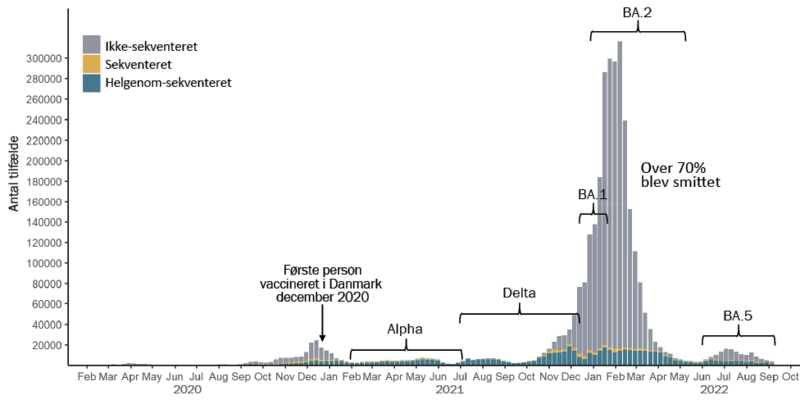 BA.2
Ikke-sekventeret
Sekventeret
Helgenom-sekventeret
300000
280000
260000
240000
220000
200000
180000
160000
140000
120000
100000
80000
60000
40000
20000
Antal tilfælde
Over 70%
blev smittet
BA.1
Første person
vaccineret i Danmark
december 2020
Delta
Alpha
BA.5
Feb Mar Apr May Jun Jul Aug Sep Oct Nov Dec Jan Feb Mar Apr May Jun Jul Aug Sep Oct Nov Dec Jan Feb Mar Apr May Jun Jul Aug Sep Oct
2020 2021 2022